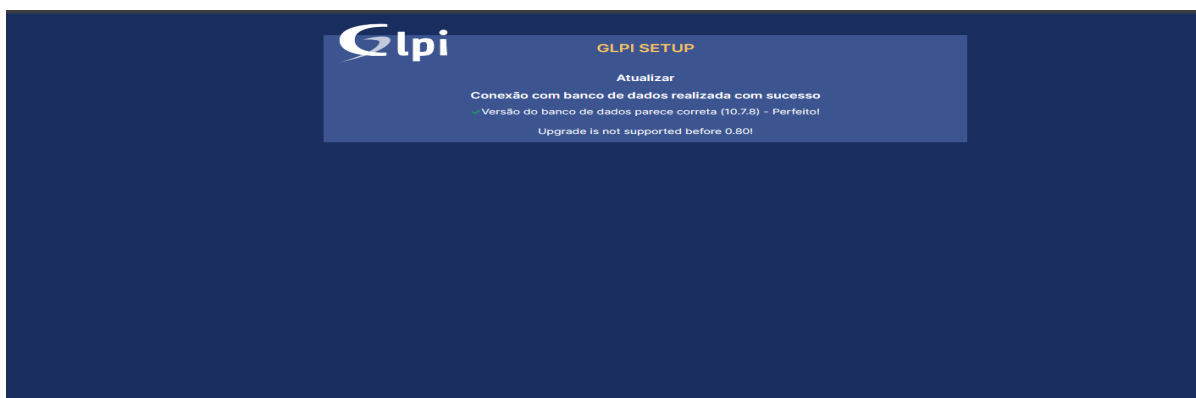 Glpi
GLPI SETUP
Atualizar
Conexão com banco de dados realizada com sucesso
Versão do banco de dados parece correta (10.7.8) - Perfeito!
Upgrade is not supported before 0.80!